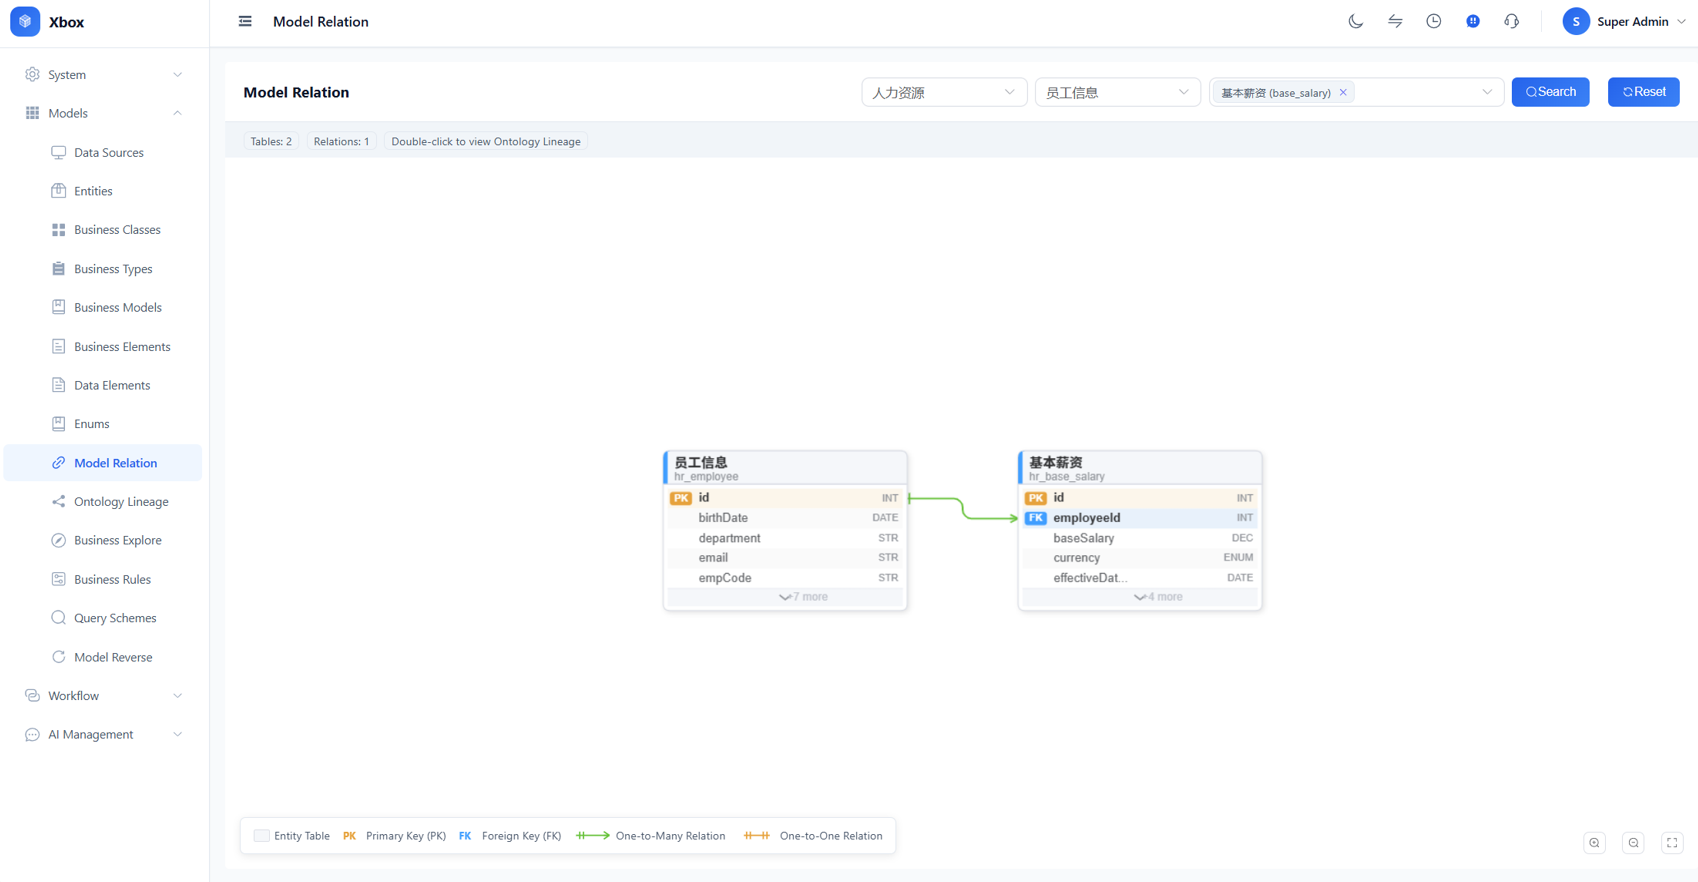 Xbox
Model Relation
S
Super Admin
System
Models
Data Sources
Entities
Business Classes
Business Types
Business Models
Business Elements
Data Elements
Enums
Model Relation
Ontology Lineage
Business Explore
Business Rules
Query Schemes
Model Reverse
Workflow
AI Management
Model Relation
人力资源
员工信息
基本薪资 (base_salary)
Search
Reset
Tables: 2
Relations: 1
Double-click to view Ontology Lineage
员工信息
hr_employee
PK id INT
birthDate DATE
department STR
email STR
empCode STR
7 more
基本薪资
hr_base_salary
PK id INT
FK employeeId INT
baseSalary DEC
currency ENUM
effectiveDat... DATE
4 more
Entity Table
PK Primary Key (PK)
FK Foreign Key (FK)
One-to-Many Relation
One-to-One Relation